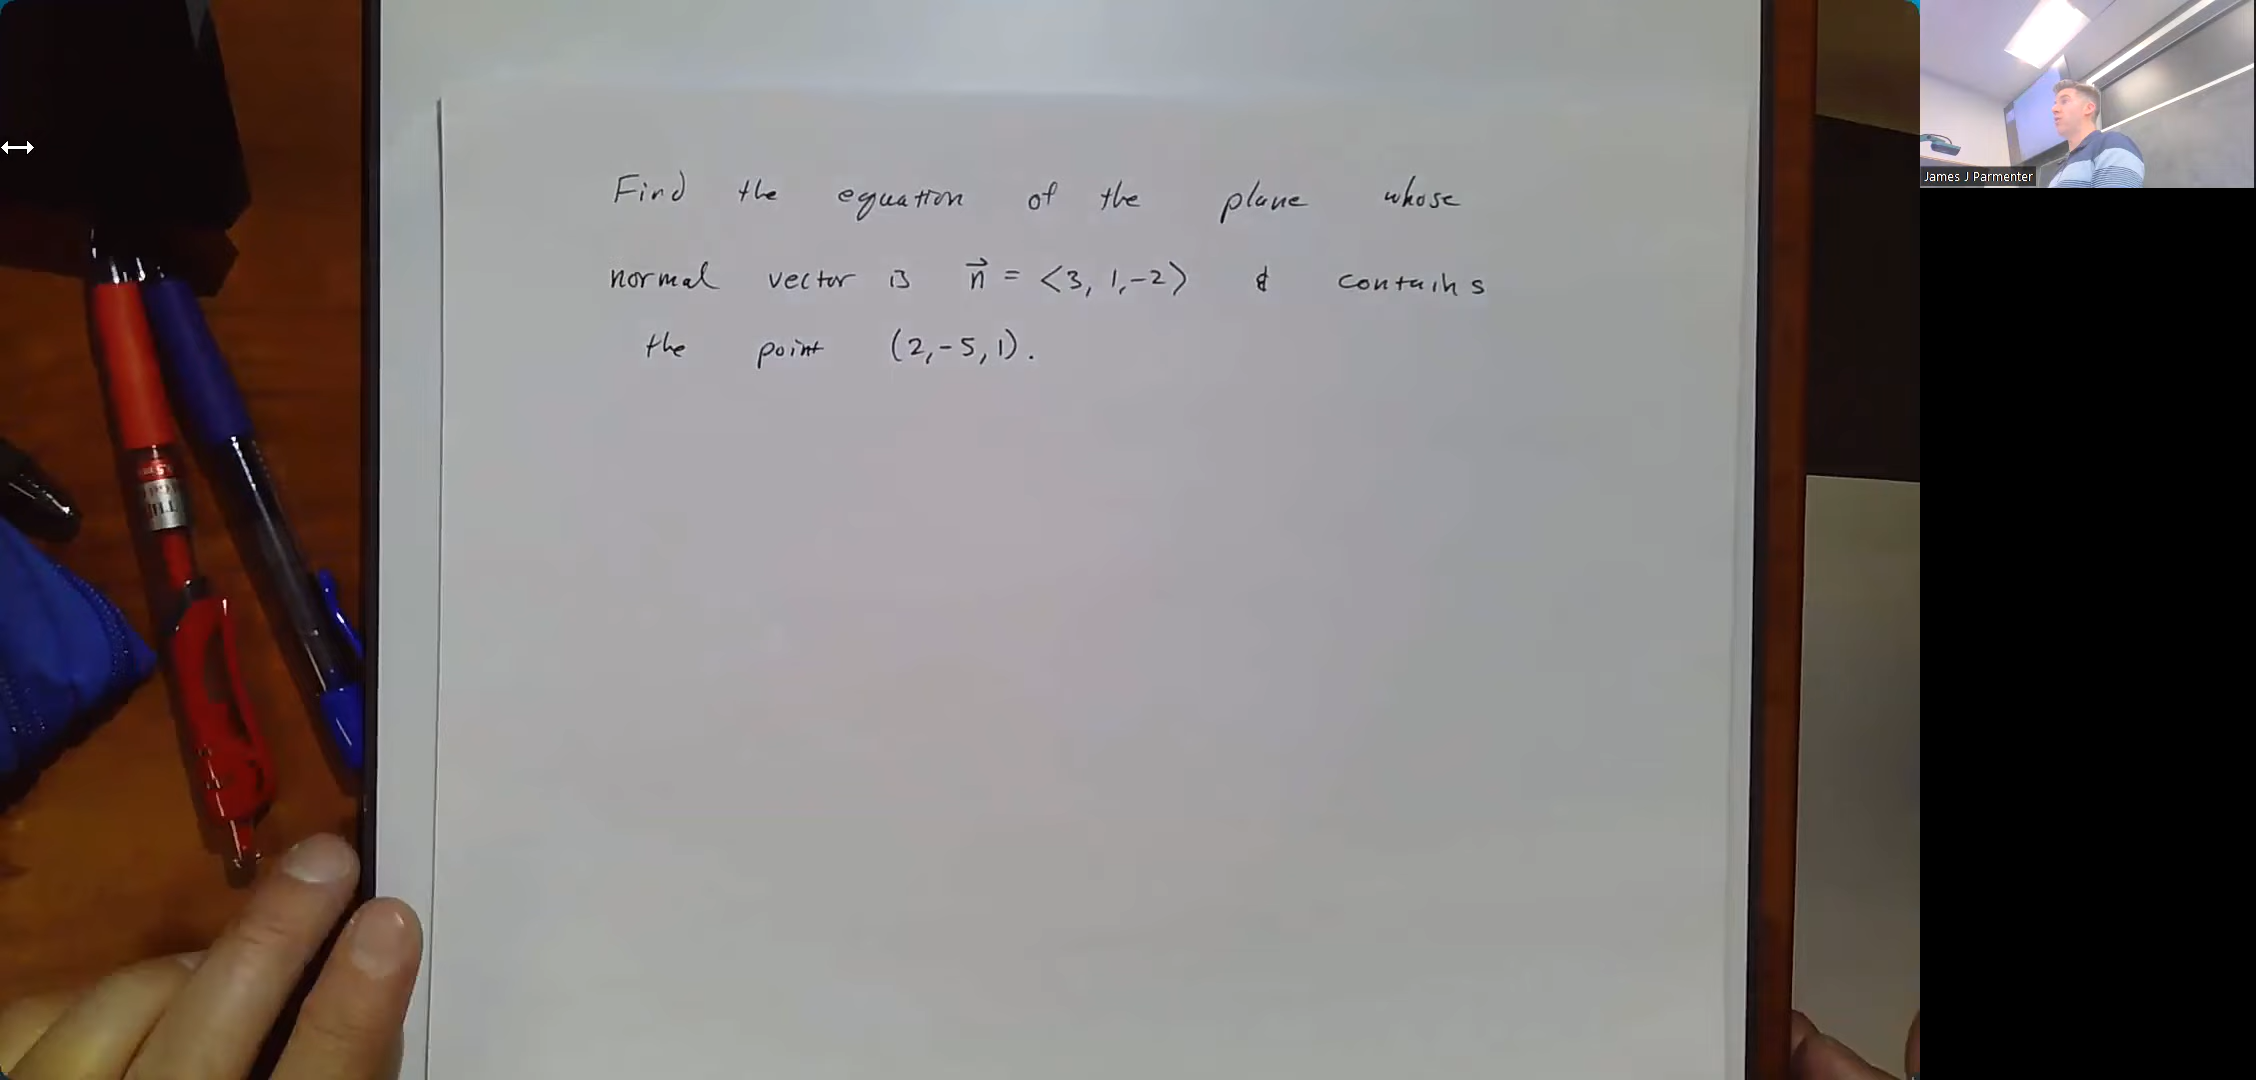 Find the equation of the plane whose
normal vector is n⃗ = ⟨3, 1, -2⟩ & contains
the point (2, -5, 1).
James J Parmenter